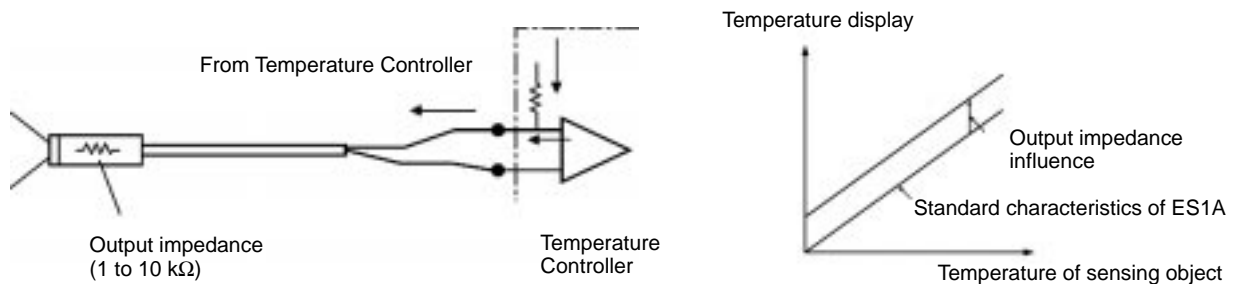 From Temperature Controller
Output impedance
(1 to 10 kΩ)
Temperature
Controller
Temperature display
Output impedance
influence
Standard characteristics of ES1A
Temperature of sensing object